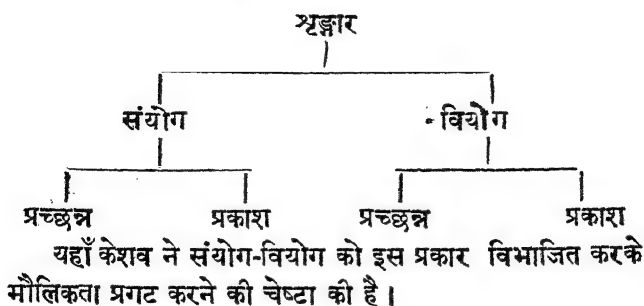 शृङ्गार
संयोग वियोग
प्रच्छन्न प्रकाश प्रच्छन्न प्रकाश
यहाँ केशव ने संयोग-वियोग को इस प्रकार विभाजित करके
मौलिकता प्रगट करने की चेष्टा की है।